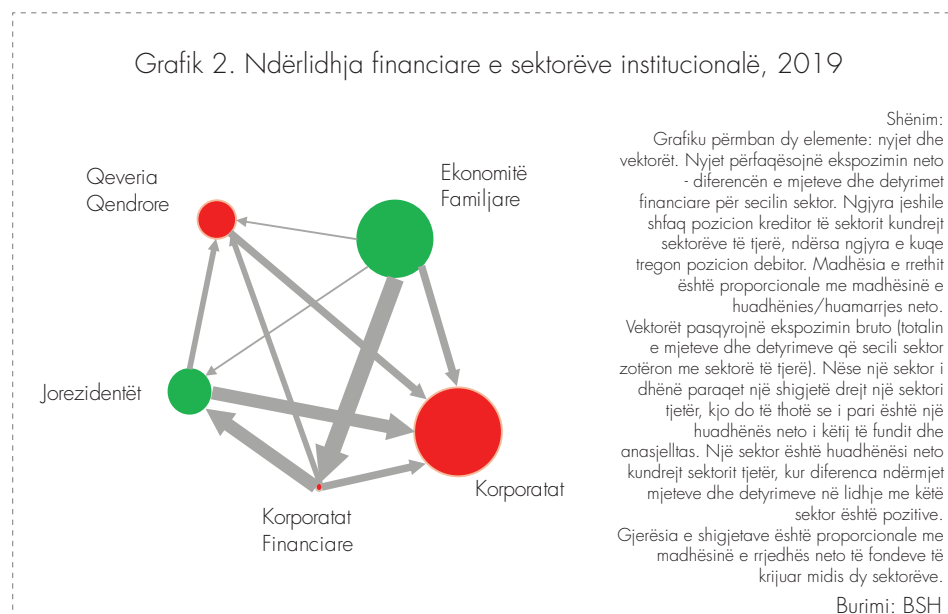 Grafik 2. Ndërlidhja financiare e sektorëve institucionalë, 2019
Qeveria
Qendrore
Ekonomitë
Familjare
Jorezidentët
Korporatat
Korporatat
Financiare
Shënim:
Grafiku përmban dy elemente: nyjet dhe
vektorët. Nyjet përfaqësojnë ekspozimin neto
- diferencën e mjeteve dhe detyrimet
financiare për secilin sektor. Ngjyra jeshile
shfaq pozicion kreditor të sektorit kundrejt
sektorëve të tjerë, ndërsa ngjyra e kuqe
tregon pozicion debitor. Madhësia e rrethit
është proporcionale me madhësinë e
huadhënies/huamarrjes neto.
Vektorët pasqyrojnë ekspozimin bruto (totalin
e mjeteve dhe detyrimeve që secili sektor
zotëron me sektorë të tjerë). Nëse një sektor i
dhënë paraqet një shigjetë drejt një sektori
tjetër, kjo do të thotë se i pari është një
huadhënës neto i këtij të fundit dhe
anasjelltas. Një sektor është huadhënësi neto
kundrejt sektorit tjetër, kur diferenca ndërmjet
mjeteve dhe detyrimeve në lidhje me këtë
sektor është pozitive.
Gjerësia e shigjetave është proporcionale me
madhësinë e rrjedhës neto të fondeve të
krijuar midis dy sektorëve.
Burimi: BSH